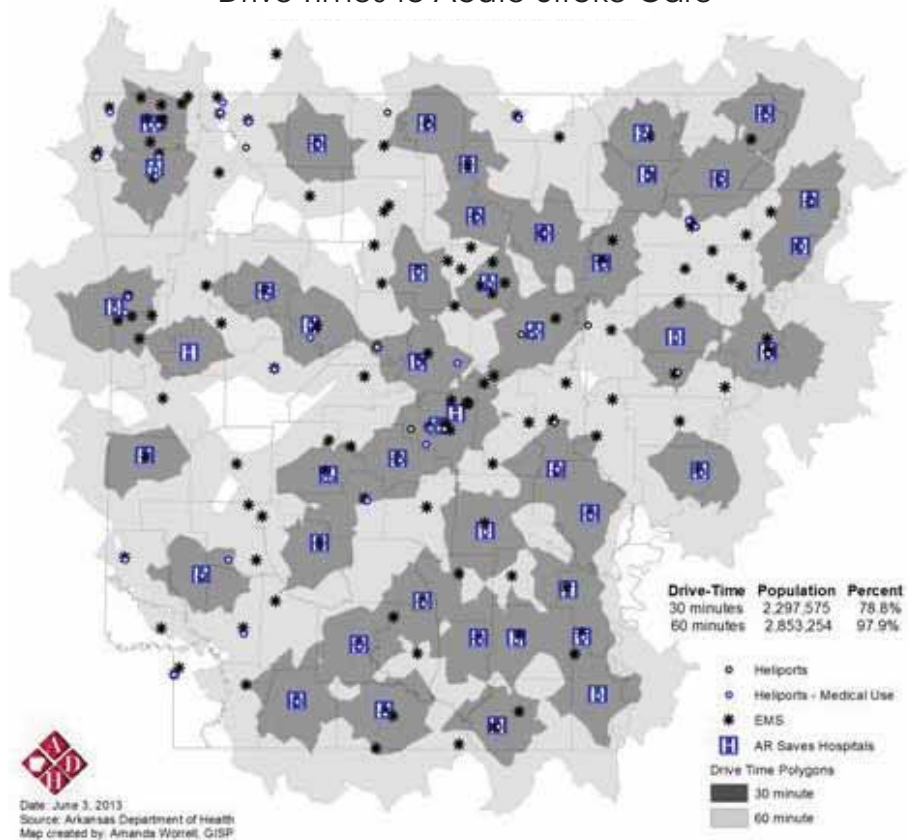 Drive Times To Acute Stroke Care
Drive-Time Population Percent
30 minutes 2,297,575 78.8%
60 minutes 2,853,254 97.9%
Heliports
Heliports - Medical Use
EMS
H AR Saves Hospitals
Drive Time Polygons
30 minute
60 minute
A
D
H
Date: June 3, 2013
Source: Arkansas Department of Health
Map created by: Amanda Worrell, GISP